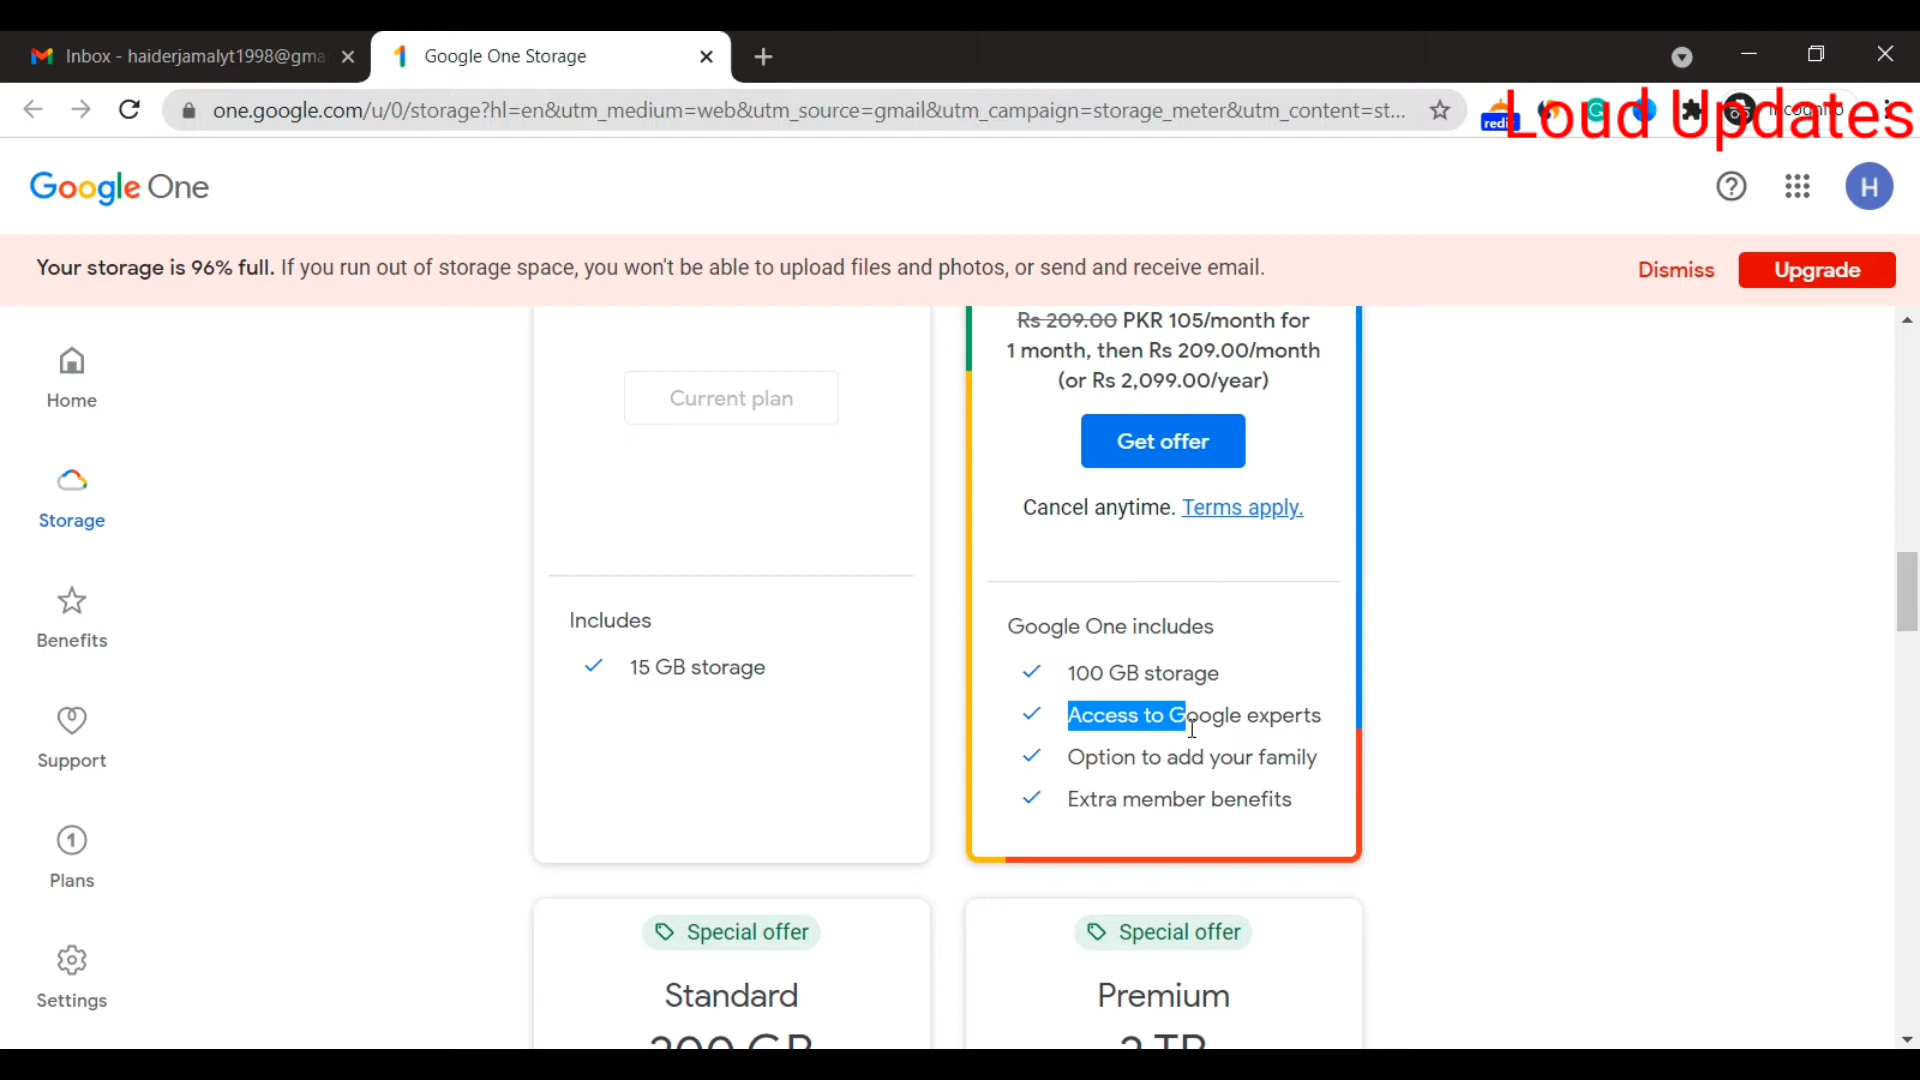 Inbox - haiderjamalyt1998@gma
Google One Storage
one.google.com/u/0/storage?hl=en&utm_medium=web&utm_source=gmail&utm_campaign=storage_meter&utm_content=st...
redi
Loud Updates
Google One
H
Your storage is 96% full. If you run out of storage space, you won't be able to upload files and photos, or send and receive email.
Dismiss
Upgrade
Home
Storage
Benefits
Support
Plans
Settings
Current plan
Includes
15 GB storage
Rs 209.00 PKR 105/month for
1 month, then Rs 209.00/month
(or Rs 2,099.00/year)
Get offer
Cancel anytime. Terms apply.
Google One includes
100 GB storage
Access to Google experts
Option to add your family
Extra member benefits
Special offer
Standard
200 GB
Special offer
Premium
2 TB